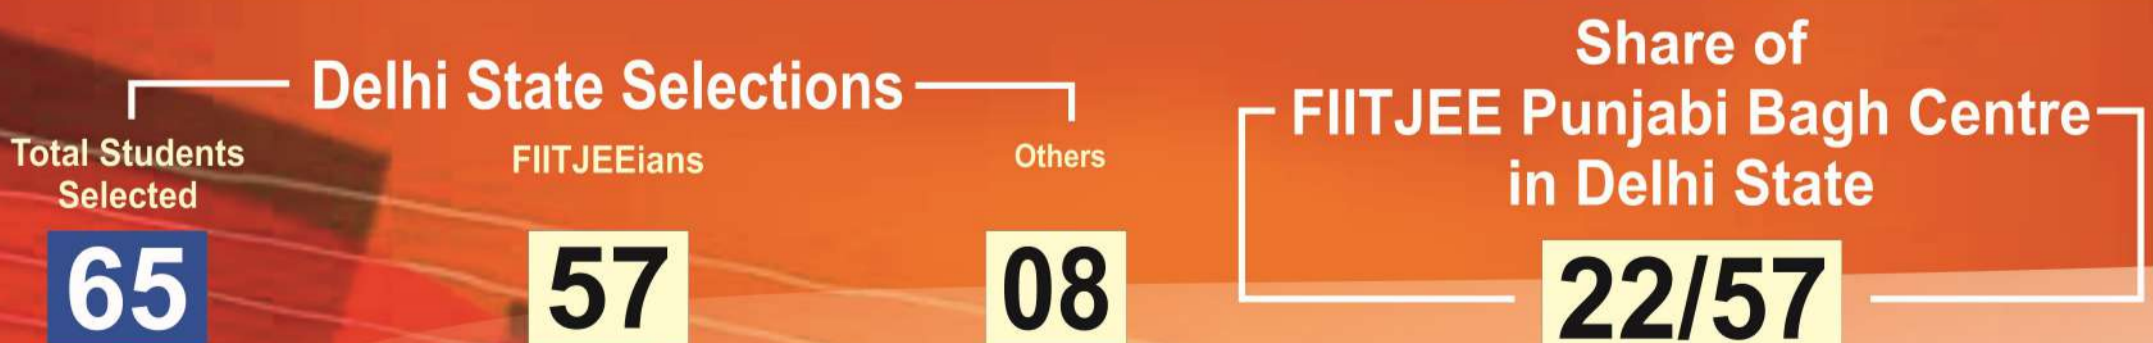 Delhi State Selections
Total Students
Selected
65
FIITJEEians
57
Others
08
Share of
FIITJEE Punjabi Bagh Centre
in Delhi State
22/57